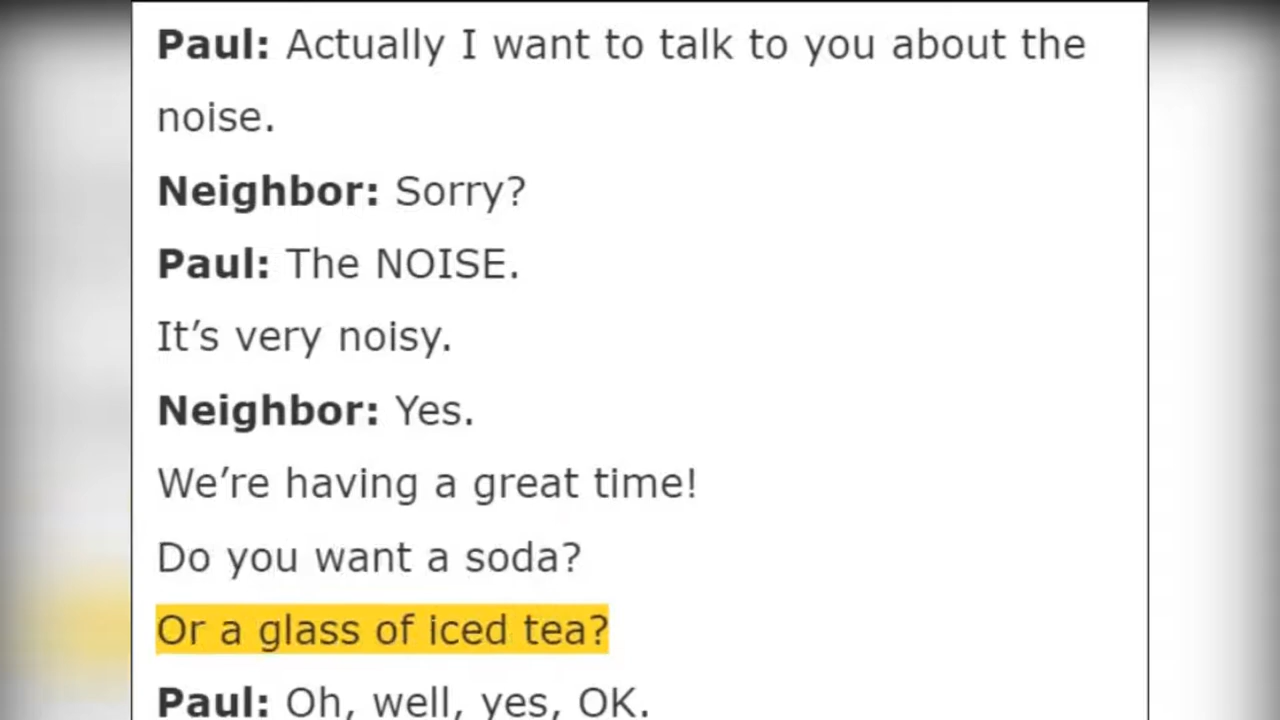 Paul: Actually I want to talk to you about the
noise.
Neighbor: Sorry?
Paul: The NOISE.
It’s very noisy.
Neighbor: Yes.
We’re having a great time!
Do you want a soda?
Or a glass of iced tea?
Paul: Oh, well, yes, OK.